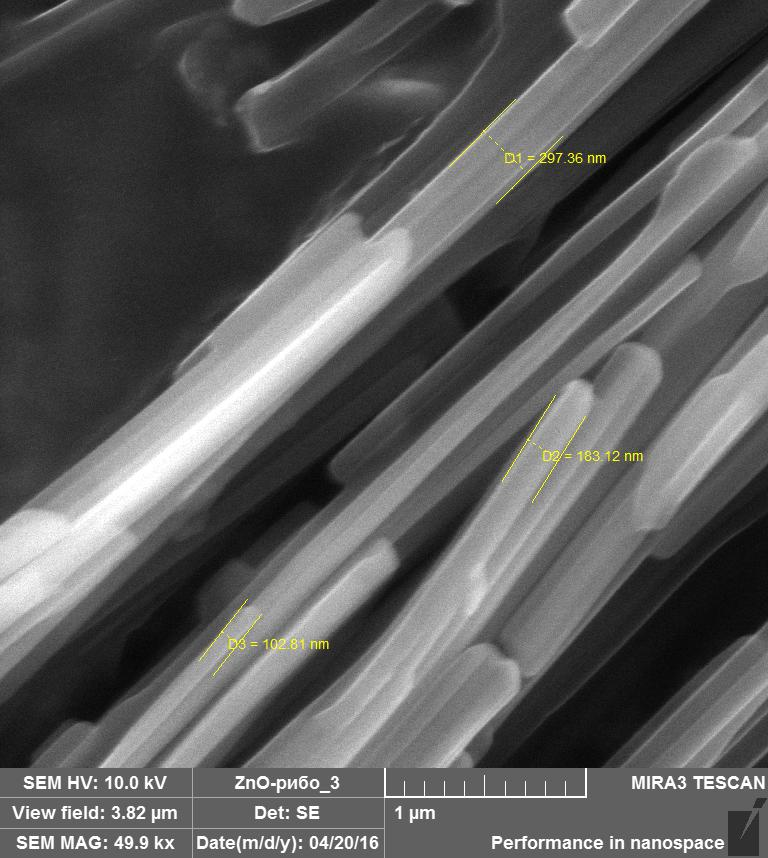 D1 = 297.36 nm
D2 = 183.12 nm
D3 = 102.81 nm
SEM HV: 10.0 kV
ZnO-рибо_3
MIRA3 TESCAN
View field: 3.82 µm
Det: SE
1 µm
SEM MAG: 49.9 kx
Date(m/d/y): 04/20/16
Performance in nanospace